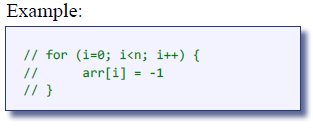 Example:
// for (i=0; i<n; i++) {
//      arr[i] = -1
// }